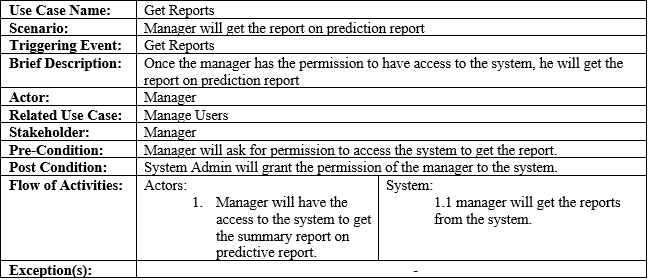 Use Case Name: Get Reports
Scenario: Manager will get the report on prediction report
Triggering Event: Get Reports
Brief Description: Once the manager has the permission to have access to the system, he will get the
report on prediction report
Actor: Manager
Related Use Case: Manage Users
Stakeholder: Manager
Pre-Condition: Manager will ask for permission to access the system to get the report.
Post Condition: System Admin will grant the permission of the manager to the system.
Flow of Activities: Actors:
1. Manager will have the
access to the system to get
the summary report on
predictive report.
System:
1.1 manager will get the reports
from the system.
Exception(s): -